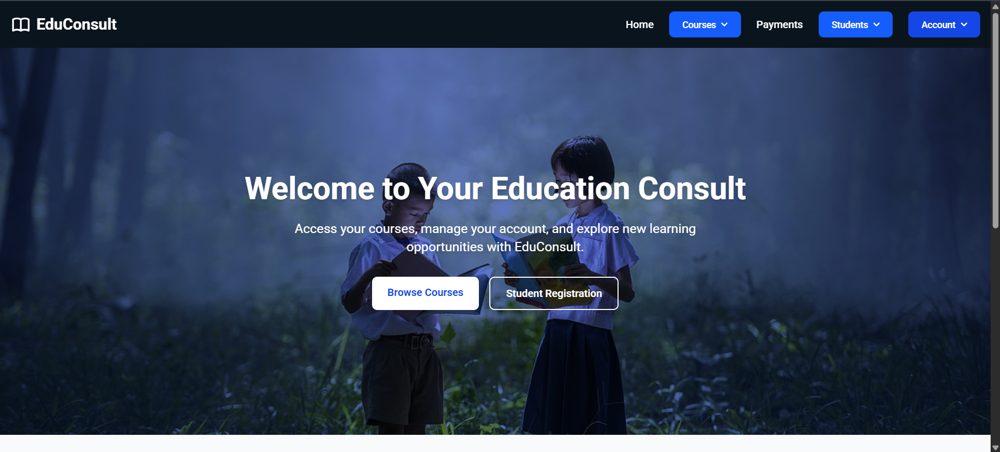 EduConsult
Home
Courses
Payments
Students
Account
Welcome to Your Education Consult
Access your courses, manage your account, and explore new learning
opportunities with EduConsult.
Browse Courses
Student Registration